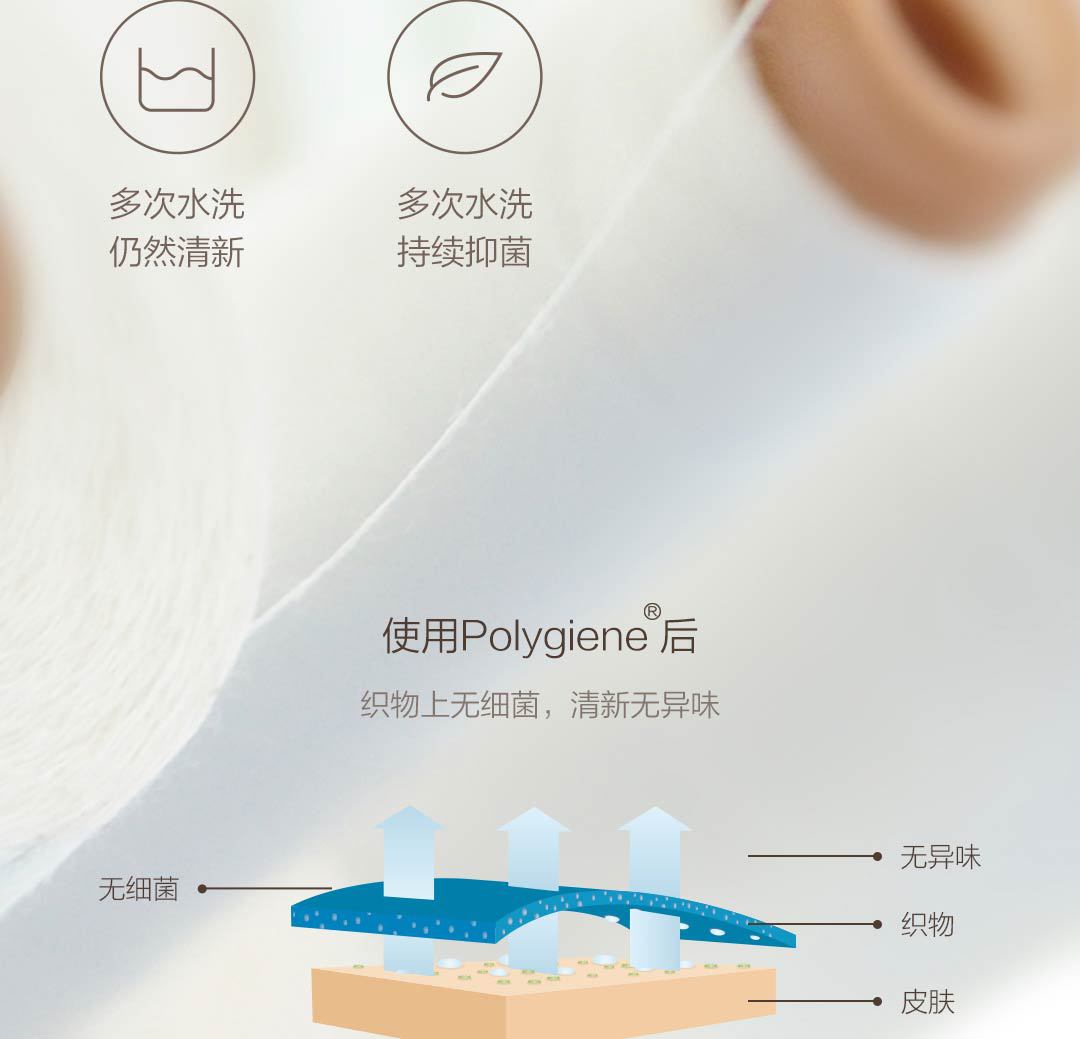 多次水洗
仍然清新
多次水洗
持续抑菌
使用Polygiene®后
织物上无细菌，清新无异味
无异味
无细菌
织物
皮肤